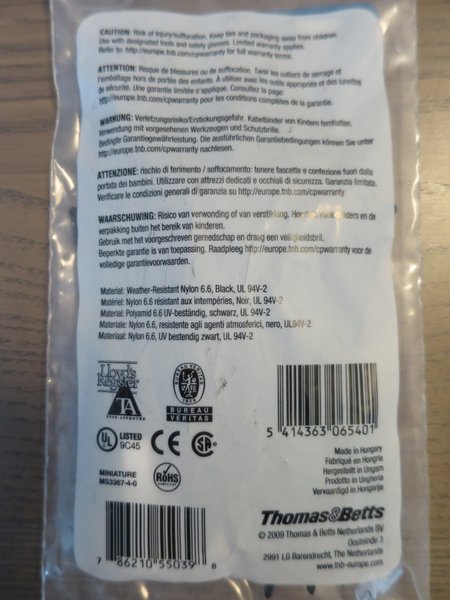 CAUTION: Risk of injury/suffocation. Keep ties and packaging away from children.
Use with designated tools and safety glasses. Limited warranty applies.
Refer to: http://europe.tnb.com/cpwarranty for full warranty terms.
ATTENTION: Risque de blessures ou de suffocation. Tenir les colliers de serrage et
l'emballage hors de portée des enfants. À utiliser avec les outils appropriés et des lunettes
de sécurité. Une garantie limitée s'applique. Consultez la page:
http://europe.tnb.com/cpwarranty pour les conditions complètes de la garantie.
WARNUNG: Verletzungsrisiko/Erstickungsgefahr. Kabelbinder von Kindern fernhalten.
Verwendung mit vorgesehenen Werkzeugen und Schutzbrille.
Bedingte Garantiegewährleistung. Die ausführlichen Garantiebedingungen können Sie unter
http://europe.tnb.com/cpwarranty nachlesen.
ATTENZIONE: rischio di ferimento / soffocamento: tenere fascette e confezione fuori dalla
portata dei bambini. Utilizzare con attrezzi dedicati e occhiali di sicurezza. Garanzia limitata.
Verificare le condizioni generali di garanzia su http://europe.tnb.com/cpwarranty
WAARSCHUWING: Risico van verwonding of van verstikking. en de
verpakking buiten het bereik van kinderen.
Gebruik met het voorgeschreven gereedschap en draag een veiligheidsbril.
Beperkte garantie is van toepassing. Raadpleeg http://europe.tnb.com/cpwarranty voor de
volledige garantievoorwaarden.
Material: Weather-Resistant Nylon 6.6, Black, UL 94V-2
Matériel: Nylon 6.6 résistant aux intempéries, Noir, UL 94V-2
Material: Polyamid 6.6 UV-beständig, schwarz, UL 94V-2
Materiale: Nylon 6.6, resistente agli agenti atmosferici, nero, UL94V-2
Materiaal: Nylon 6.6, UV bestendig zwart, UL 94V-2
Lloyd's
Register
TA
TYPE APPROVED
BUREAU VERITAS
1828
BUREAU
VERITAS
5 414363 065401
UL LISTED
9C45
CE
SA
Made in Hungary
Fabriqué en Hongrie
Hergestellt in Ungarn
Prodotto in Ungheria
Vervaardigd in Hongarije
MINIATURE
MS3367-4-0
RoHS
COMPLIANT
Thomas&Betts
© 2009 Thomas & Betts Netherlands BV
Oosteinde 3
2991 LG Barendrecht, The Netherlands
www.tnb-europe.com
7 86210 55039 8